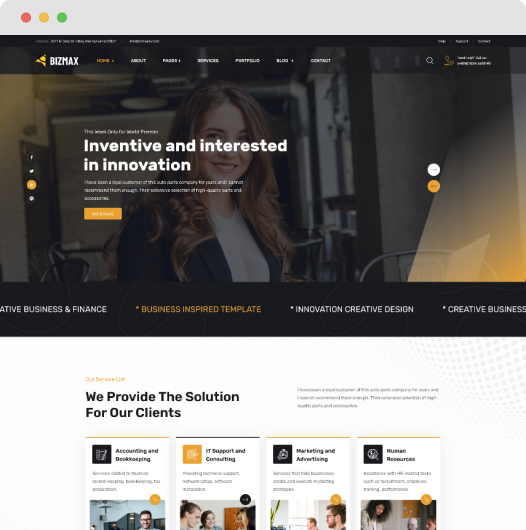 info@company.com
Help
Support
Contact
BIZMAX
HOME
ABOUT
PAGES
SERVICES
PORTFOLIO
BLOG
CONTACT
Need help? Call us:
This Week Only for World Premier
Inventive and interested
in innovation
I have been a loyal customer of this auto parts company for years and I cannot
recommend them enough. Their extensive selection of high-quality parts and
accessories.
ATIVE BUSINESS & FINANCE
* BUSINESS INSPIRED TEMPLATE
* INNOVATION CREATIVE DESIGN
* CREATIVE BUSINESS
Our Service List
We Provide The Solution
For Our Clients
I have been a loyal customer of this auto parts company for years and
I cannot recommend them enough. Their extensive selection of high-
quality parts and accessories.
Accounting and
Bookkeeping
Services related to financial
record-keeping, bookkeeping, tax
preparation.
IT Support and
Consulting
Providing technical support,
network setup, software
installation.
Marketing and
Advertising
Services that help businesses
create and execute marketing
strategies.
Human
Resources
Assistance with HR-related tasks
such as recruitment, employee
training, performance.